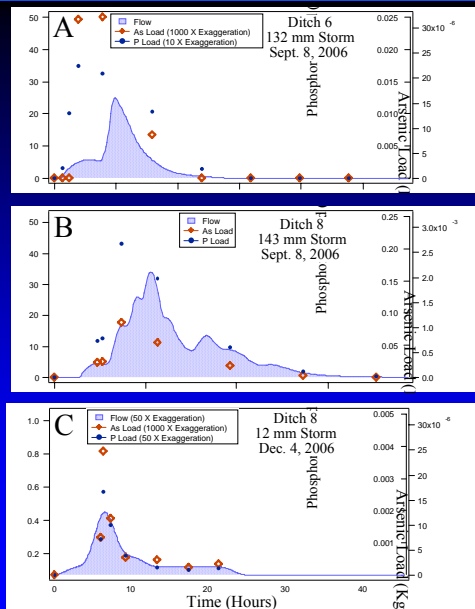 A
Flow
As Load (1000 X Exaggeration)
P Load (10 X Exaggeration)
Ditch 6
132 mm Storm
Sept. 8, 2006
50
40
30
20
10
0
Phosphor
0.025
0.020
0.015
0.010
0.005
Arsenic Load (
30x10 -6
25
20
15
10
5
0
B
Flow
As Load
P Load
Ditch 8
143 mm Storm
Sept. 8, 2006
50
40
30
20
10
0
Phosphor
0.25
0.20
0.15
0.10
0.05
Arsenic Load (
3.0x10 -3
2.5
2.0
1.5
1.0
0.5
0.0
C
Flow (50 X Exaggeration)
As Load (1000 X Exaggeration)
P Load (50 X Exaggeration)
Ditch 8
12 mm Storm
Dec. 4, 2006
1.0
0.8
0.6
0.4
0.2
Phosphor
0.005
0.004
0.003
0.002
0.001
Arsenic Load (Kg
30x10 -6
25
20
15
10
5
0
0
10
20
30
40
Time (Hours)